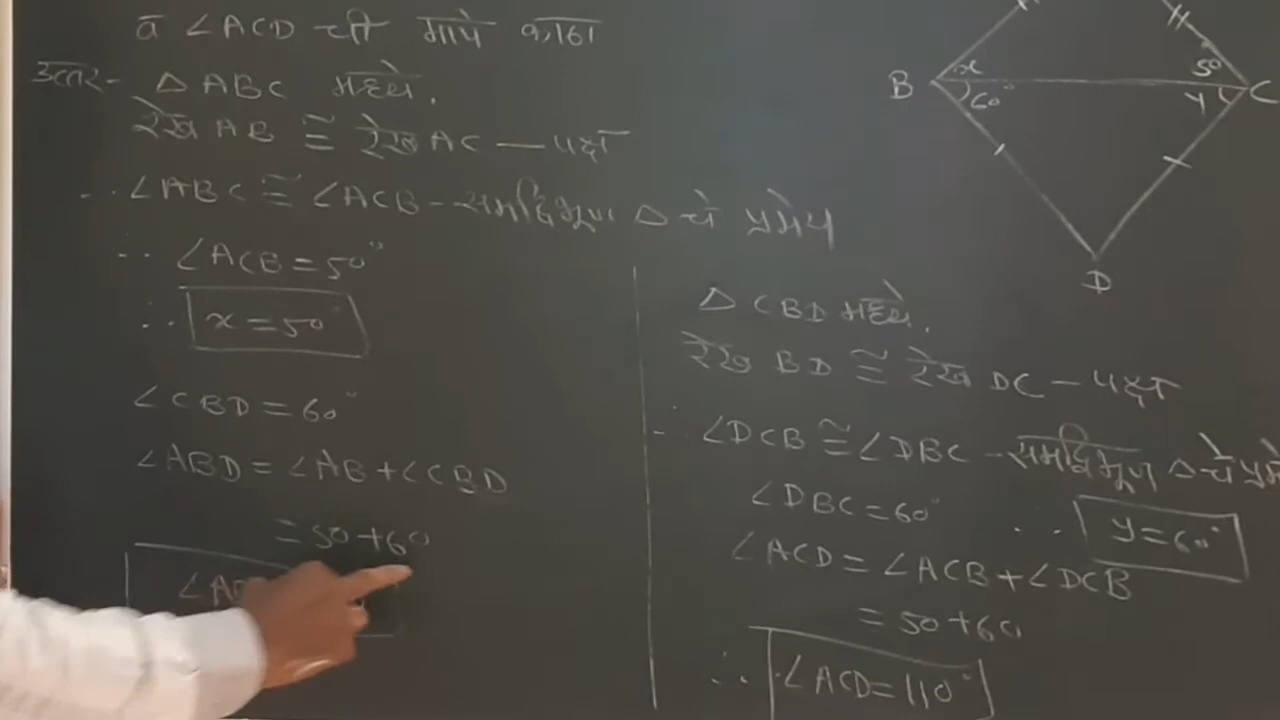 व ∠ACD ची मापे काढा
उत्तर- △ABC मध्ये,
रेख AB ≅ रेख AC — पक्ष
∴ ∠ABC ≅ ∠ACB - समद्विभुज △ चे प्रमेय
∴ ∠ACB = 50°
∴ x = 50°
∠CBD = 60°
∠ABD = ∠AB + ∠CBD
= 50 + 60
∠AB
B
x
60°
50
y
C
D
△CBD मध्ये,
रेख BD ≅ रेख DC - पक्ष
∴ ∠DCB ≅ ∠DBC - समद्विभुज △ चे
∠DBC = 60° ∴ y = 60°
∠ACD = ∠ACB + ∠DCB
= 50 + 60
∴ ∠ACD = 110°